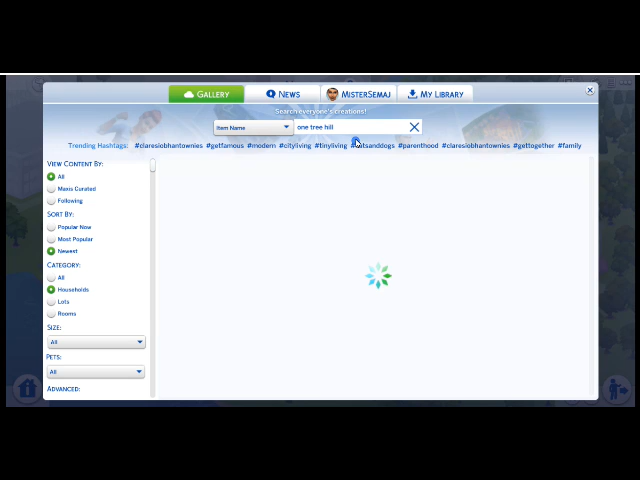 GALLERY NEWS MISTERSEMAJ MY LIBRARY
Search everyone's creations!
Item Name one tree hill
Trending Hashtags: #claresiobhantownies #getfamous #modern #cityliving #tinyliving #catsanddogs #parenthood #claresiobhantownies #gettogether #family
VIEW CONTENT BY:
All
Maxis Curated
Following
SORT BY:
Popular Now
Most Popular
Newest
CATEGORY:
All
Households
Lots
Rooms
SIZE:
All
PETS:
All
ADVANCED: